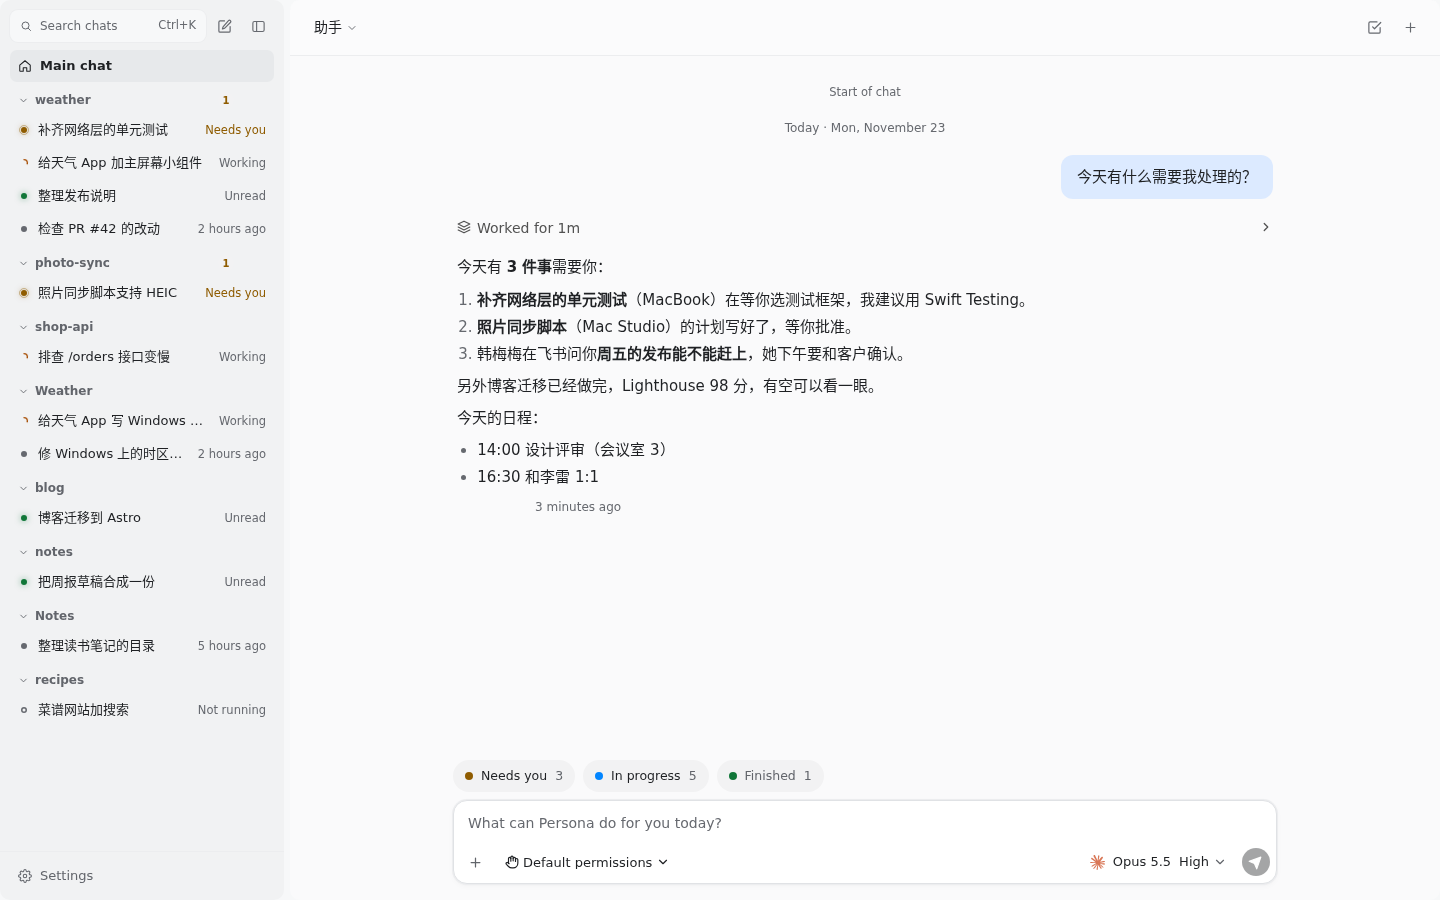 Search chats Ctrl+K
Main chat
weather 1
补齐网络层的单元测试 Needs you
给天气 App 加主屏幕小组件 Working
整理发布说明 Unread
检查 PR #42 的改动 2 hours ago
photo-sync 1
照片同步脚本支持 HEIC Needs you
shop-api
排查 /orders 接口变慢 Working
Weather
给天气 App 写 Windows ... Working
修 Windows 上的时区... 2 hours ago
blog
博客迁移到 Astro Unread
notes
把周报草稿合成一份 Unread
Notes
整理读书笔记的目录 5 hours ago
recipes
菜谱网站加搜索 Not running
Settings
助手
Start of chat
Today · Mon, November 23
今天有什么需要我处理的？
Worked for 1m
今天有 3 件事需要你：
1. 补齐网络层的单元测试（MacBook）在等你选测试框架，我建议用 Swift Testing。
2. 照片同步脚本（Mac Studio）的计划写好了，等你批准。
3. 韩梅梅在飞书问你周五的发布能不能赶上，她下午要和客户确认。
另外博客迁移已经做完，Lighthouse 98 分，有空可以看一眼。
今天的日程：
14:00 设计评审（会议室 3）
16:30 和李雷 1:1
3 minutes ago
Needs you 3 In progress 5 Finished 1
What can Persona do for you today?
Default permissions Opus 5.5 High